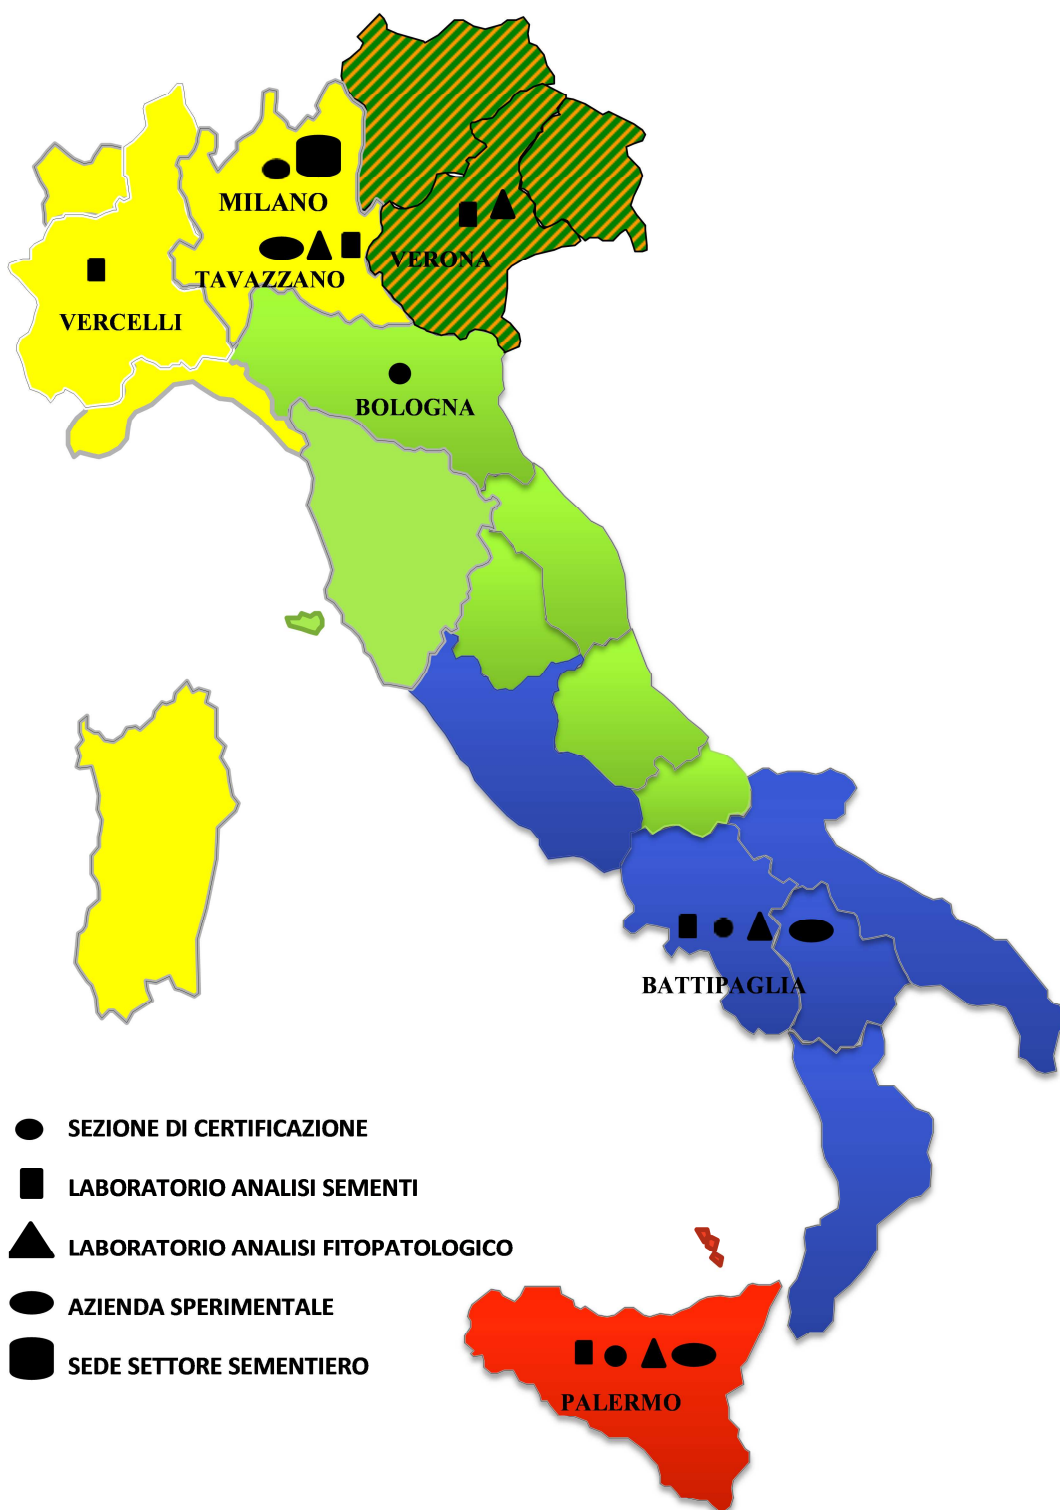 MILANO
VERONA
TAVAZZANO
VERCELLI
BOLOGNA
BATTIPAGLIA
SEZIONE DI CERTIFICAZIONE
LABORATORIO ANALISI SEMENTI
LABORATORIO ANALISI FITOPATOLOGICO
AZIENDA SPERIMENTALE
SEDE SETTORE SEMENTIERO
PALERMO